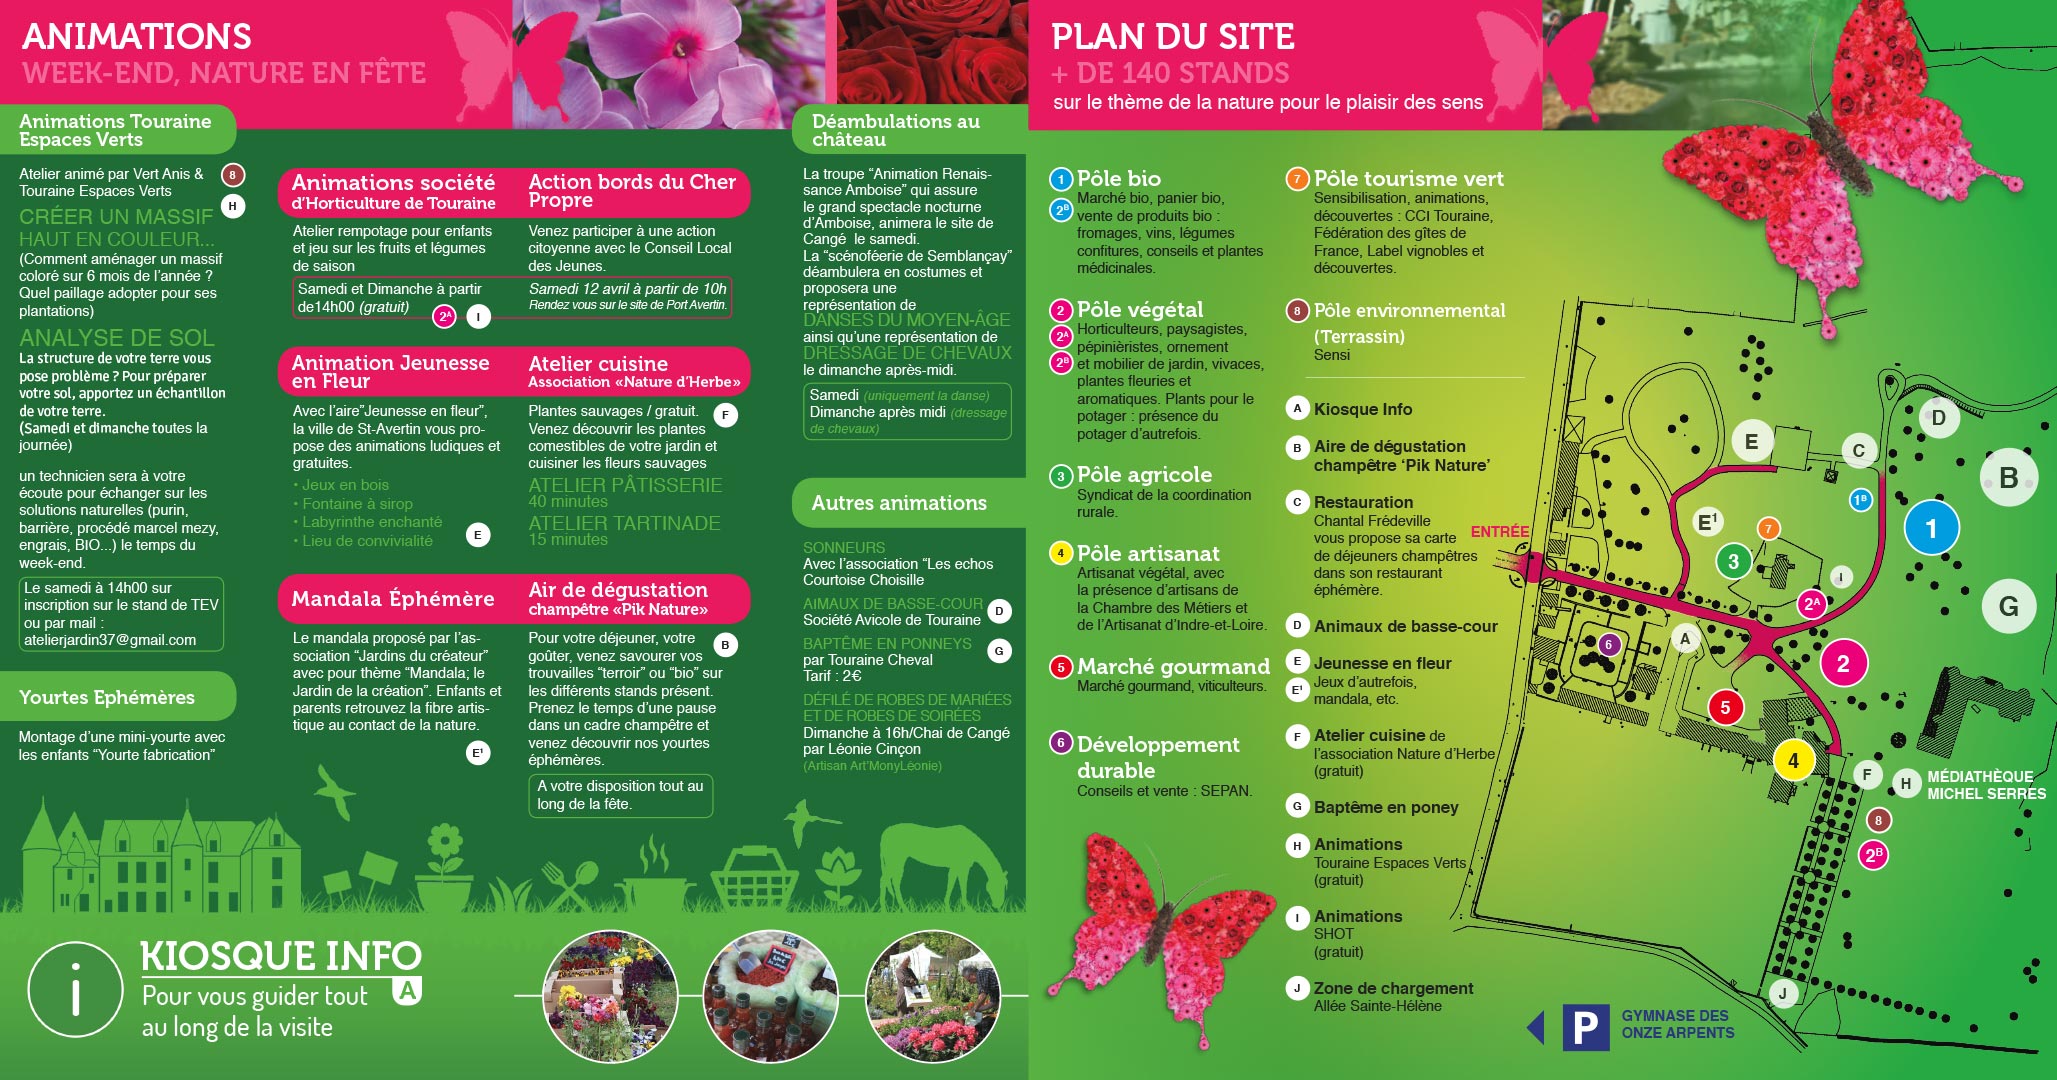 ANIMATIONS
WEEK-END, NATURE EN FÊTE
Animations Touraine
Espaces Verts
Atelier animé par Vert Anis &
Touraine Espaces Verts
8
H
CRÉER UN MASSIF
HAUT EN COULEUR...
(Comment aménager un massif
coloré sur 6 mois de l'année ?
Quel paillage adopter pour ses
plantations)
ANALYSE DE SOL
La structure de votre terre vous
pose problème ? Pour préparer
votre sol, apportez un échantillon
de votre terre.
(Samedi et dimanche toutes la
journée)
un technicien sera à votre
écoute pour échanger sur les
solutions naturelles (purin,
barrière, procédé marcel mezy,
engrais, BIO...) le temps du
week-end.
Le samedi à 14h00 sur
inscription sur le stand de TEV
ou par mail :
atelierjardin37@gmail.com
Yourtes Ephémères
Montage d'une mini-yourte avec
les enfants “Yourte fabrication”
Animations société
d'Horticulture de Touraine
Atelier rempotage pour enfants
et jeu sur les fruits et légumes
de saison
Samedi et Dimanche à partir
de14h00 (gratuit)
2A
I
Action bords du Cher
Propre
Venez participer à une action
citoyenne avec le Conseil Local
des Jeunes.
Samedi 12 avril à partir de 10h
Rendez vous sur le site de Port Avertin.
Animation Jeunesse
en Fleur
Avec l'aire”Jeunesse en fleur”,
la ville de St-Avertin vous pro-
pose des animations ludiques et
gratuites.
• Jeux en bois
• Fontaine à sirop
• Labyrinthe enchanté
• Lieu de convivialité
E
Atelier cuisine
Association «Nature d'Herbe»
Plantes sauvages / gratuit.
F
Venez découvrir les plantes
comestibles de votre jardin et
cuisiner les fleurs sauvages
ATELIER PÂTISSERIE
40 minutes
ATELIER TARTINADE
15 minutes
Mandala Éphémère
Le mandala proposé par l'as-
sociation “Jardins du créateur”
avec pour thème “Mandala; le
Jardin de la création”. Enfants et
parents retrouvez la fibre artis-
tique au contact de la nature.
E1
Air de dégustation
champêtre «Pik Nature»
Pour votre déjeuner, votre
B
goûter, venez savourer vos
trouvailles “terroir” ou “bio” sur
les différents stands présent.
Prenez le temps d'une pause
dans un cadre champêtre et
venez découvrir nos yourtes
éphémères.
A votre disposition tout au
long de la fête.
Déambulations au
château
La troupe “Animation Renais-
sance Amboise” qui assure
le grand spectacle nocturne
d'Amboise, animera le site de
Cangé le samedi.
La “scénoféerie de Semblançay”
déambulera en costumes et
proposera une
représentation de
DANSES DU MOYEN-ÂGE
ainsi qu'une représentation de
DRESSAGE DE CHEVAUX
le dimanche après-midi.
Samedi (uniquement la danse)
Dimanche après midi (dressage
de chevaux)
Autres animations
SONNEURS
Avec l'association “Les echos
Courtoise Choisille
AIMAUX DE BASSE-COUR
Société Avicole de Touraine
D
BAPTÊME EN PONNEYS
par Touraine Cheval
Tarif : 2€
G
DÉFILÉ DE ROBES DE MARIÉES
ET DE ROBES DE SOIRÉES
Dimanche à 16h/Chai de Cangé
par Léonie Cinçon
(Artisan Art'MonyLéonie)
i
KIOSQUE INFO
Pour vous guider tout
au long de la visite
A
PLAN DU SITE
+ DE 140 STANDS
sur le thème de la nature pour le plaisir des sens
1
2B
Pôle bio
Marché bio, panier bio,
vente de produits bio :
fromages, vins, légumes
confitures, conseils et plantes
médicinales.
2
2A
2B
Pôle végétal
Horticulteurs, paysagistes,
pépinièristes, ornement
et mobilier de jardin, vivaces,
plantes fleuries et
aromatiques. Plants pour le
potager : présence du
potager d'autrefois.
3 Pôle agricole
Syndicat de la coordination
rurale.
4 Pôle artisanat
Artisanat végétal, avec
la présence d'artisans de
la Chambre des Métiers et
de l'Artisanat d'Indre-et-Loire.
5 Marché gourmand
Marché gourmand, viticulteurs.
6 Développement
durable
Conseils et vente : SEPAN.
7 Pôle tourisme vert
Sensibilisation, animations,
découvertes : CCI Touraine,
Fédération des gîtes de
France, Label vignobles et
découvertes.
8 Pôle environnemental
(Terrassin)
Sensi
A Kiosque Info
B Aire de dégustation
champêtre ‘Pik Nature’
C Restauration
Chantal Frédeville
vous propose sa carte
de déjeuners champêtres
dans son restaurant
éphémère.
D Animaux de basse-cour
E Jeunesse en fleur
E1 Jeux d'autrefois,
mandala, etc.
F Atelier cuisine de
l'association Nature d'Herbe
(gratuit)
G Baptême en poney
H Animations
Touraine Espaces Verts
(gratuit)
I Animations
SHOT
(gratuit)
J Zone de chargement
Allée Sainte-Hélène
D
E
C
B
1B
E1
7
1
ENTRÉE
3
I
2A
G
A
6
2
5
4
F
H
MÉDIATHÈQUE
MICHEL SERRES
8
2B
J
P
GYMNASE DES
ONZE ARPENTS